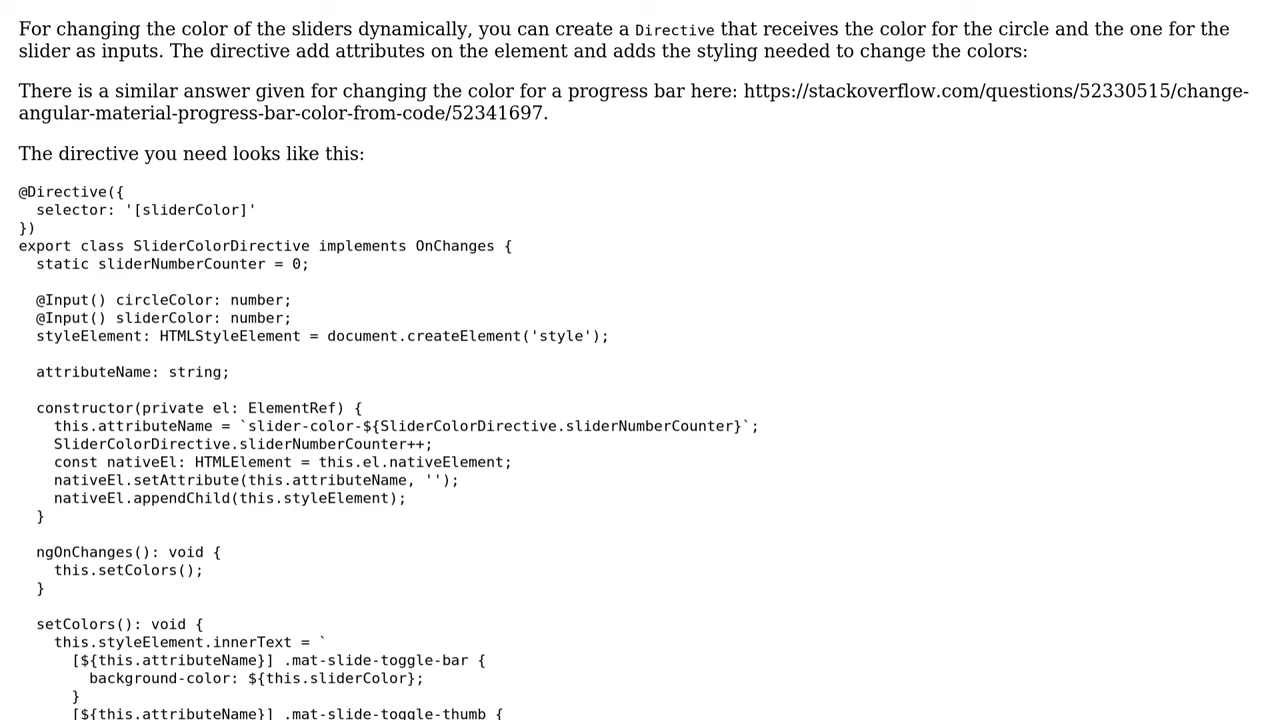 For changing the color of the sliders dynamically, you can create a Directive that receives the color for the circle and the one for the
slider as inputs. The directive add attributes on the element and adds the styling needed to change the colors:
There is a similar answer given for changing the color for a progress bar here: https://stackoverflow.com/questions/52330515/change-
angular-material-progress-bar-color-from-code/52341697.
The directive you need looks like this:
@Directive({
  selector: '[sliderColor]'
})
export class SliderColorDirective implements OnChanges {
  static sliderNumberCounter = 0;

  @Input() circleColor: number;
  @Input() sliderColor: number;
  styleElement: HTMLStyleElement = document.createElement('style');

  attributeName: string;

  constructor(private el: ElementRef) {
    this.attributeName = `slider-color-${SliderColorDirective.sliderNumberCounter}`;
    SliderColorDirective.sliderNumberCounter++;
    const nativeEl: HTMLElement = this.el.nativeElement;
    nativeEl.setAttribute(this.attributeName, '');
    nativeEl.appendChild(this.styleElement);
  }

  ngOnChanges(): void {
    this.setColors();
  }

  setColors(): void {
    this.styleElement.innerText = `
      [${this.attributeName}] .mat-slide-toggle-bar {
        background-color: ${this.sliderColor};
      }
      [${this.attributeName}] .mat-slide-toggle-thumb {